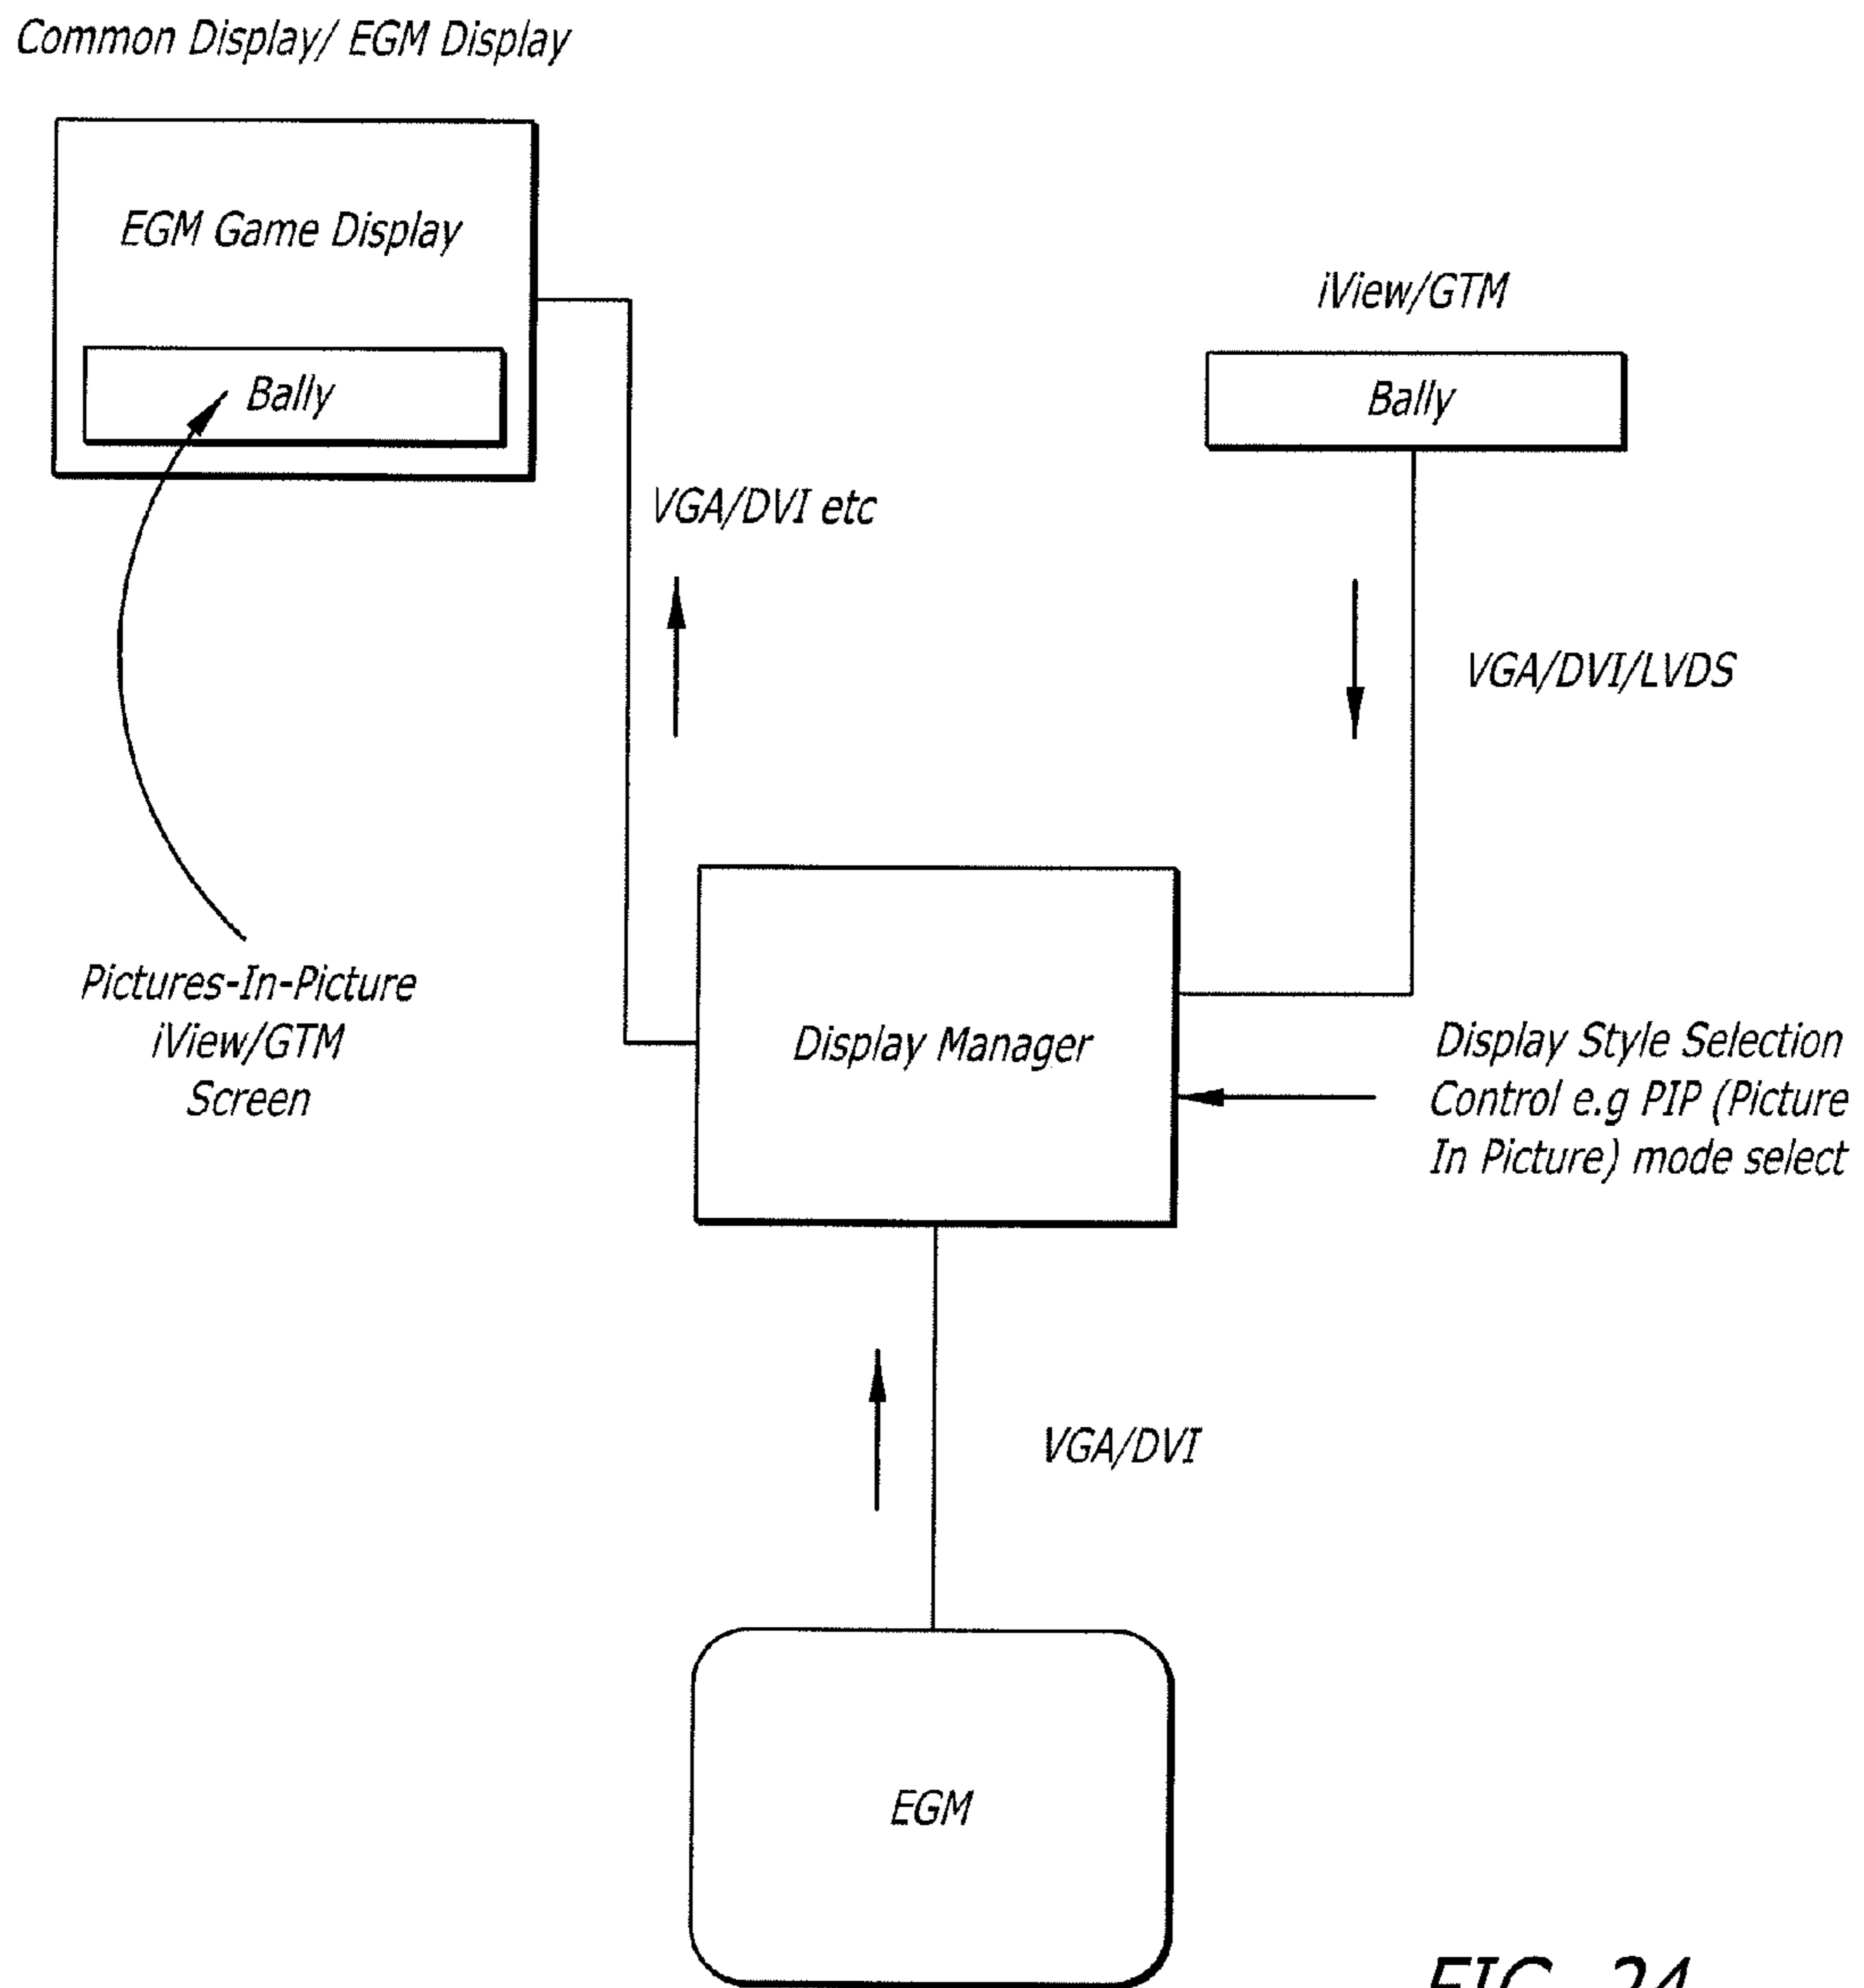 Common Display/ EGM Display
EGM Game Display
Bally
iView/GTM
Bally
VGA/DVI etc
VGA/DVI/LVDS
Pictures-In-Picture
iView/GTM
Screen
Display Manager
Display Style Selection
Control e.g PIP (Picture
In Picture) mode select
VGA/DVI
EGM
FIG. 24